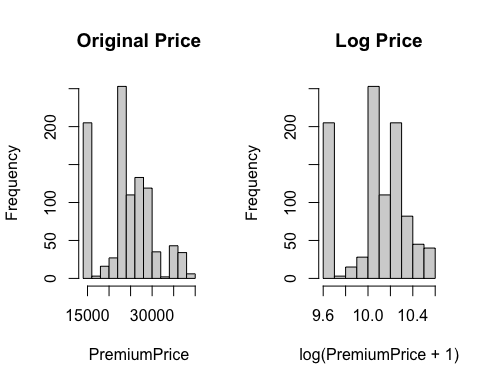 Original Price
Frequency
0 50 100 200
15000 30000
PremiumPrice
Log Price
Frequency
0 50 100 200
9.6 10.0 10.4
log(PremiumPrice + 1)